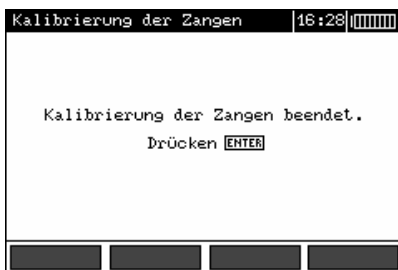 Kalibrierung der Zangen 16:28
Kalibrierung der Zangen beendet.
Drücken ENTER